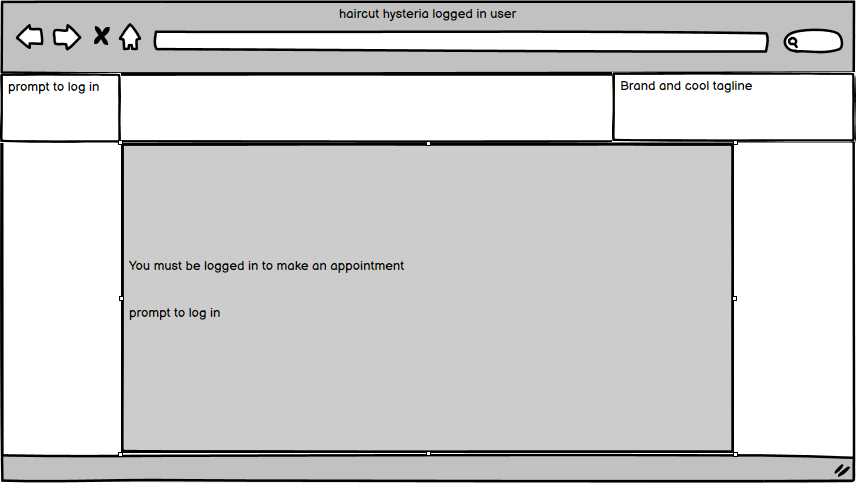 haircut hysteria logged in user
prompt to log in
Brand and cool tagline
You must be logged in to make an appointment
prompt to log in